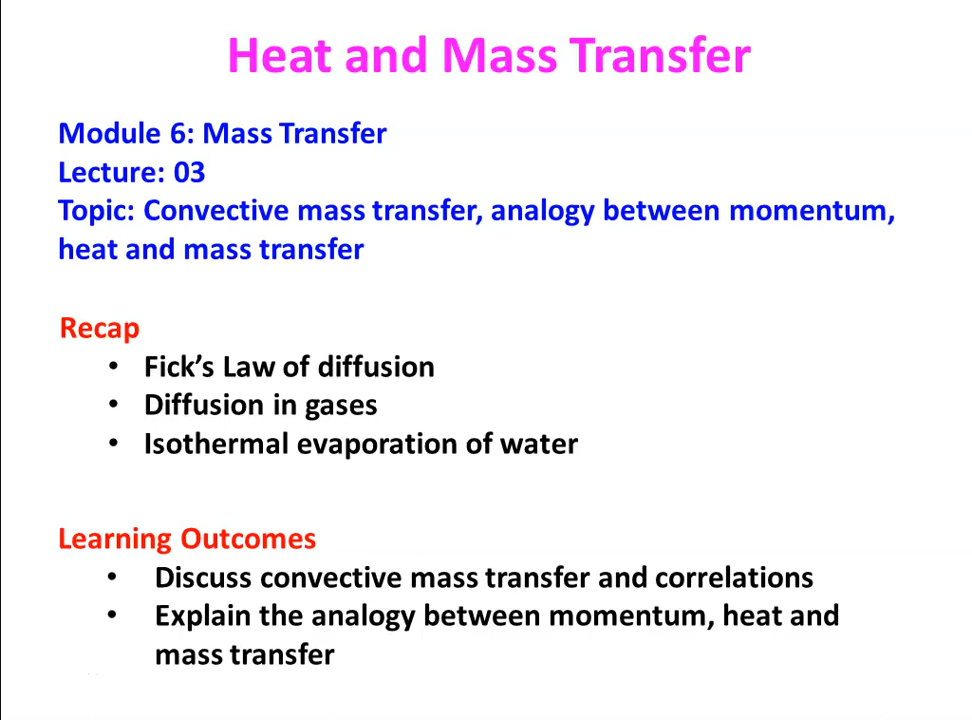 Heat and Mass Transfer
Module 6: Mass Transfer
Lecture: 03
Topic: Convective mass transfer, analogy between momentum,
heat and mass transfer
Recap
• Fick’s Law of diffusion
• Diffusion in gases
• Isothermal evaporation of water
Learning Outcomes
• Discuss convective mass transfer and correlations
• Explain the analogy between momentum, heat and
mass transfer